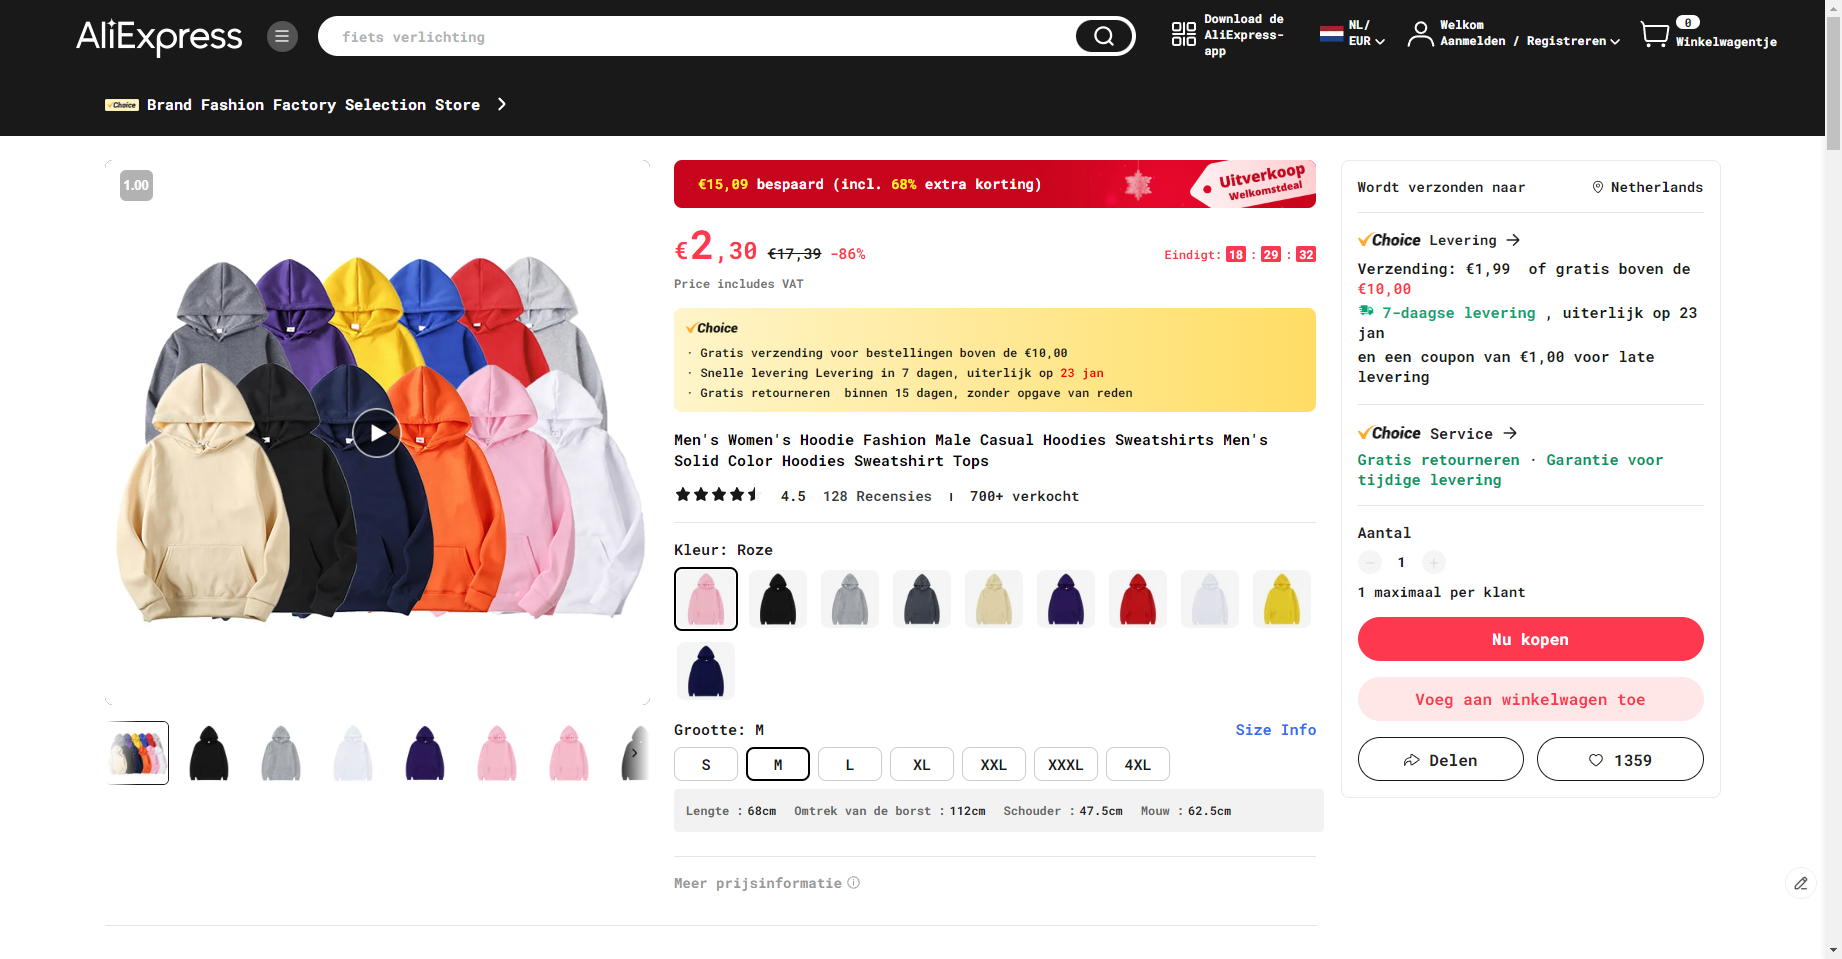 AliExpress
fiets verlichting
Download de
AliExpress-
app
NL/
EUR
Welkom
Aanmelden / Registreren
0
Winkelwagentje
Choice Brand Fashion Factory Selection Store
1.00
€15,09 bespaard (incl. 68% extra korting)
Uitverkoop
Welkomstdeal
€2,30 €17,39 -86%
Eindigt: 18 : 29 : 32
Price includes VAT
Choice
· Gratis verzending voor bestellingen boven de €10,00
· Snelle levering Levering in 7 dagen, uiterlijk op 23 jan
· Gratis retourneren binnen 15 dagen, zonder opgave van reden
Men's Women's Hoodie Fashion Male Casual Hoodies Sweatshirts Men's
Solid Color Hoodies Sweatshirt Tops
4.5 128 Recensies 700+ verkocht
Kleur: Roze
Grootte: M
Size Info
S M L XL XXL XXXL 4XL
Lengte : 68cm Omtrek van de borst : 112cm Schouder : 47.5cm Mouw : 62.5cm
Meer prijsinformatie
Wordt verzonden naar
Netherlands
Choice Levering
Verzending: €1,99 of gratis boven de
€10,00
7-daagse levering , uiterlijk op 23
jan
en een coupon van €1,00 voor late
levering
Choice Service
Gratis retourneren · Garantie voor
tijdige levering
Aantal
− 1 +
1 maximaal per klant
Nu kopen
Voeg aan winkelwagen toe
Delen
1359